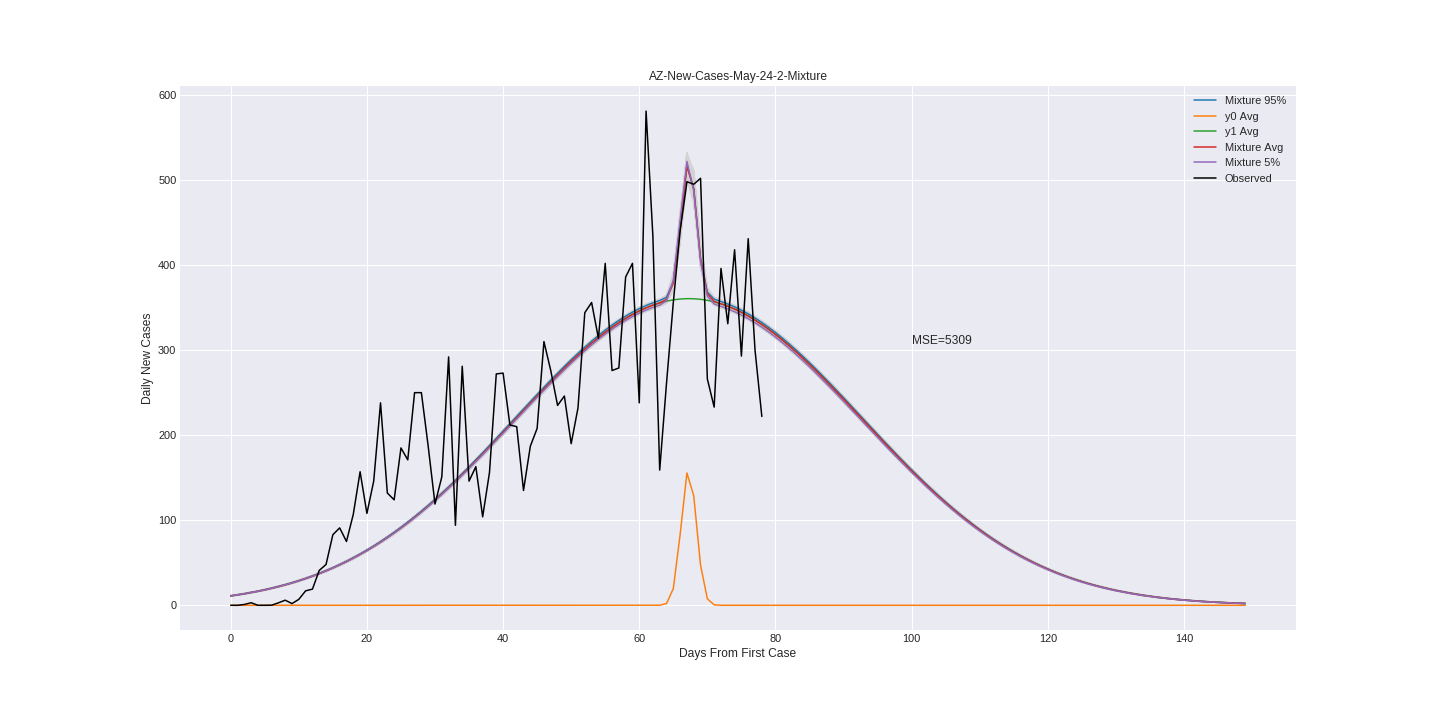 AZ-New-Cases-May-24-2-Mixture
600
500
400
300
200
100
0
Daily New Cases
Mixture 95%
y0 Avg
y1 Avg
Mixture Avg
Mixture 5%
Observed
MSE=5309
0 20 40 60 80 100 120 140
Days From First Case